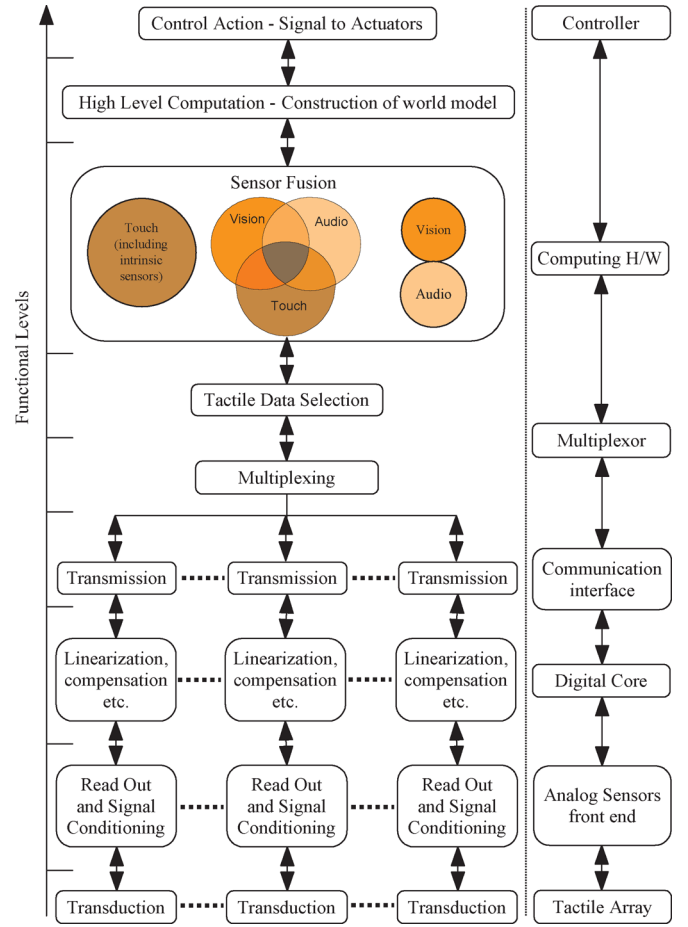 Control Action - Signal to Actuators
Controller
High Level Computation - Construction of world model
Sensor Fusion
Touch
(including
intrinsic
sensors)
Vision
Audio
Touch
Vision
Audio
Computing H/W
Functional Levels
Tactile Data Selection
Multiplexor
Multiplexing
Transmission
Transmission
Transmission
Communication
interface
Linearization,
compensation
etc.
Linearization,
compensation
etc.
Linearization,
compensation
etc.
Digital Core
Read Out
and Signal
Conditioning
Read Out
and Signal
Conditioning
Read Out
and Signal
Conditioning
Analog Sensors
front end
Transduction
Transduction
Transduction
Tactile Array